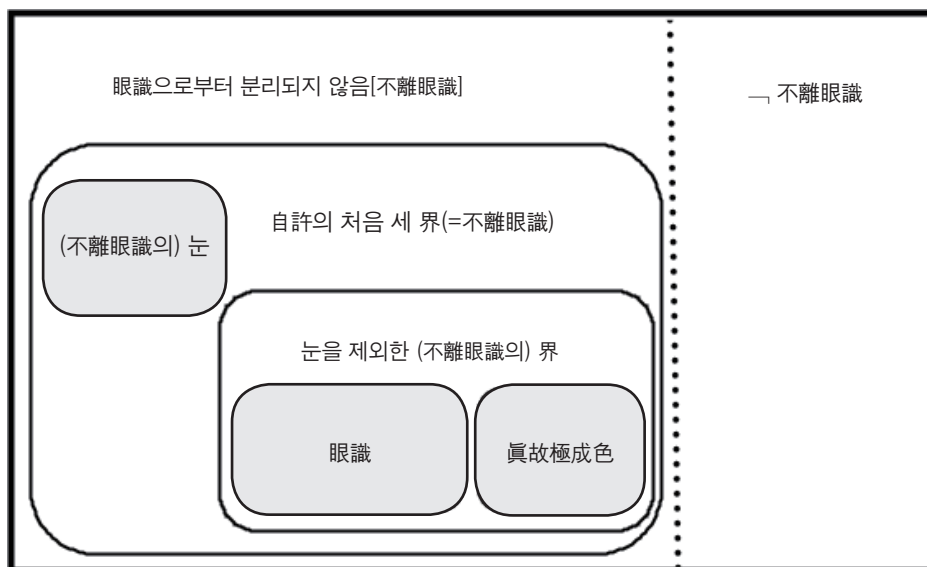 眼識으로부터 분리되지 않음[不離眼識]
﹁ 不離眼識
(不離眼識의) 눈
自許의 처음 세 界(=不離眼識)
눈을 제외한 (不離眼識의) 界
眼識
眞故極成色